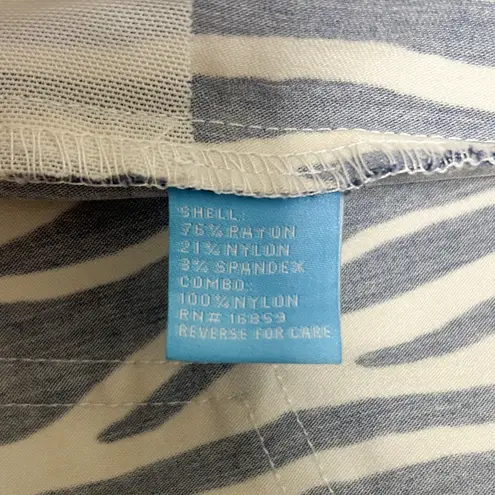 SHELL:
76% RAYON
21% NYLON
3% SPANDEX
COMBO:
100% NYLON
RN# 16859
REVERSE FOR CARE